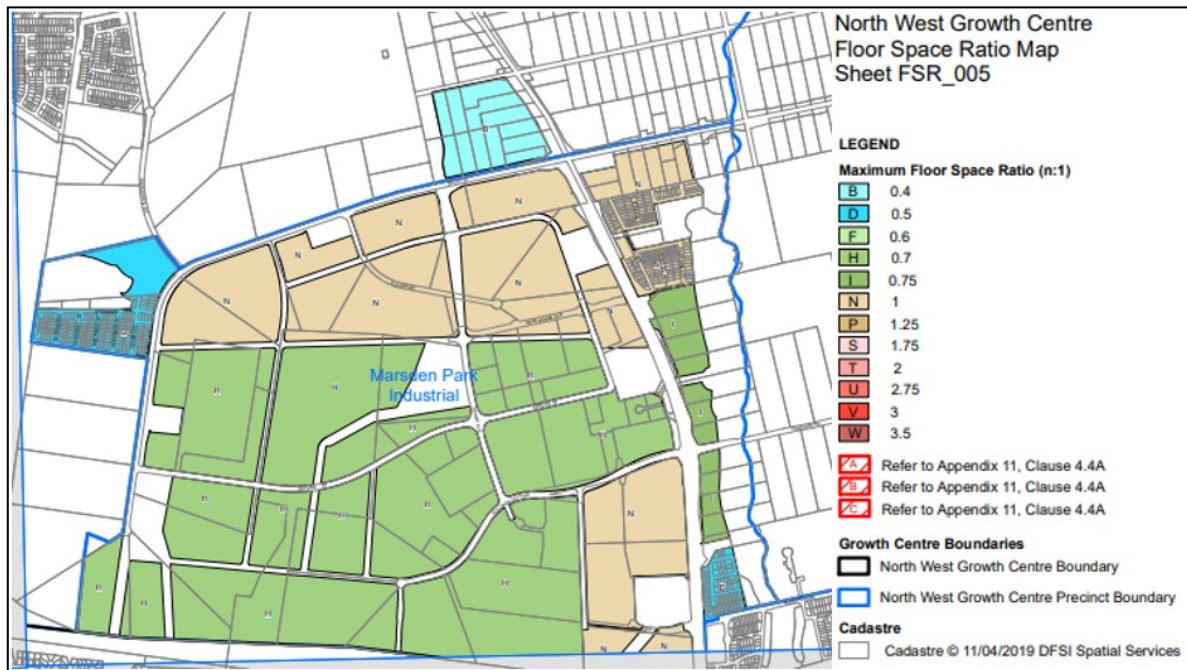 North West Growth Centre
Floor Space Ratio Map
Sheet FSR_005
LEGEND
Maximum Floor Space Ratio (n:1)
B 0.4
D 0.5
F 0.6
H 0.7
I 0.75
N 1
P 1.25
S 1.75
T 2
U 2.75
V 3
W 3.5
A Refer to Appendix 11, Clause 4.4A
B Refer to Appendix 11, Clause 4.4A
C Refer to Appendix 11, Clause 4.4A
Growth Centre Boundaries
North West Growth Centre Boundary
North West Growth Centre Precinct Boundary
Cadastre
Cadastre © 11/04/2019 DFSI Spatial Services
B
N
N
N
N
N
N
N
N
N
I
Marsden Park
Industrial
H
H
H
H
H
I
H
H
H
H
N
H
H
H
H
N
N